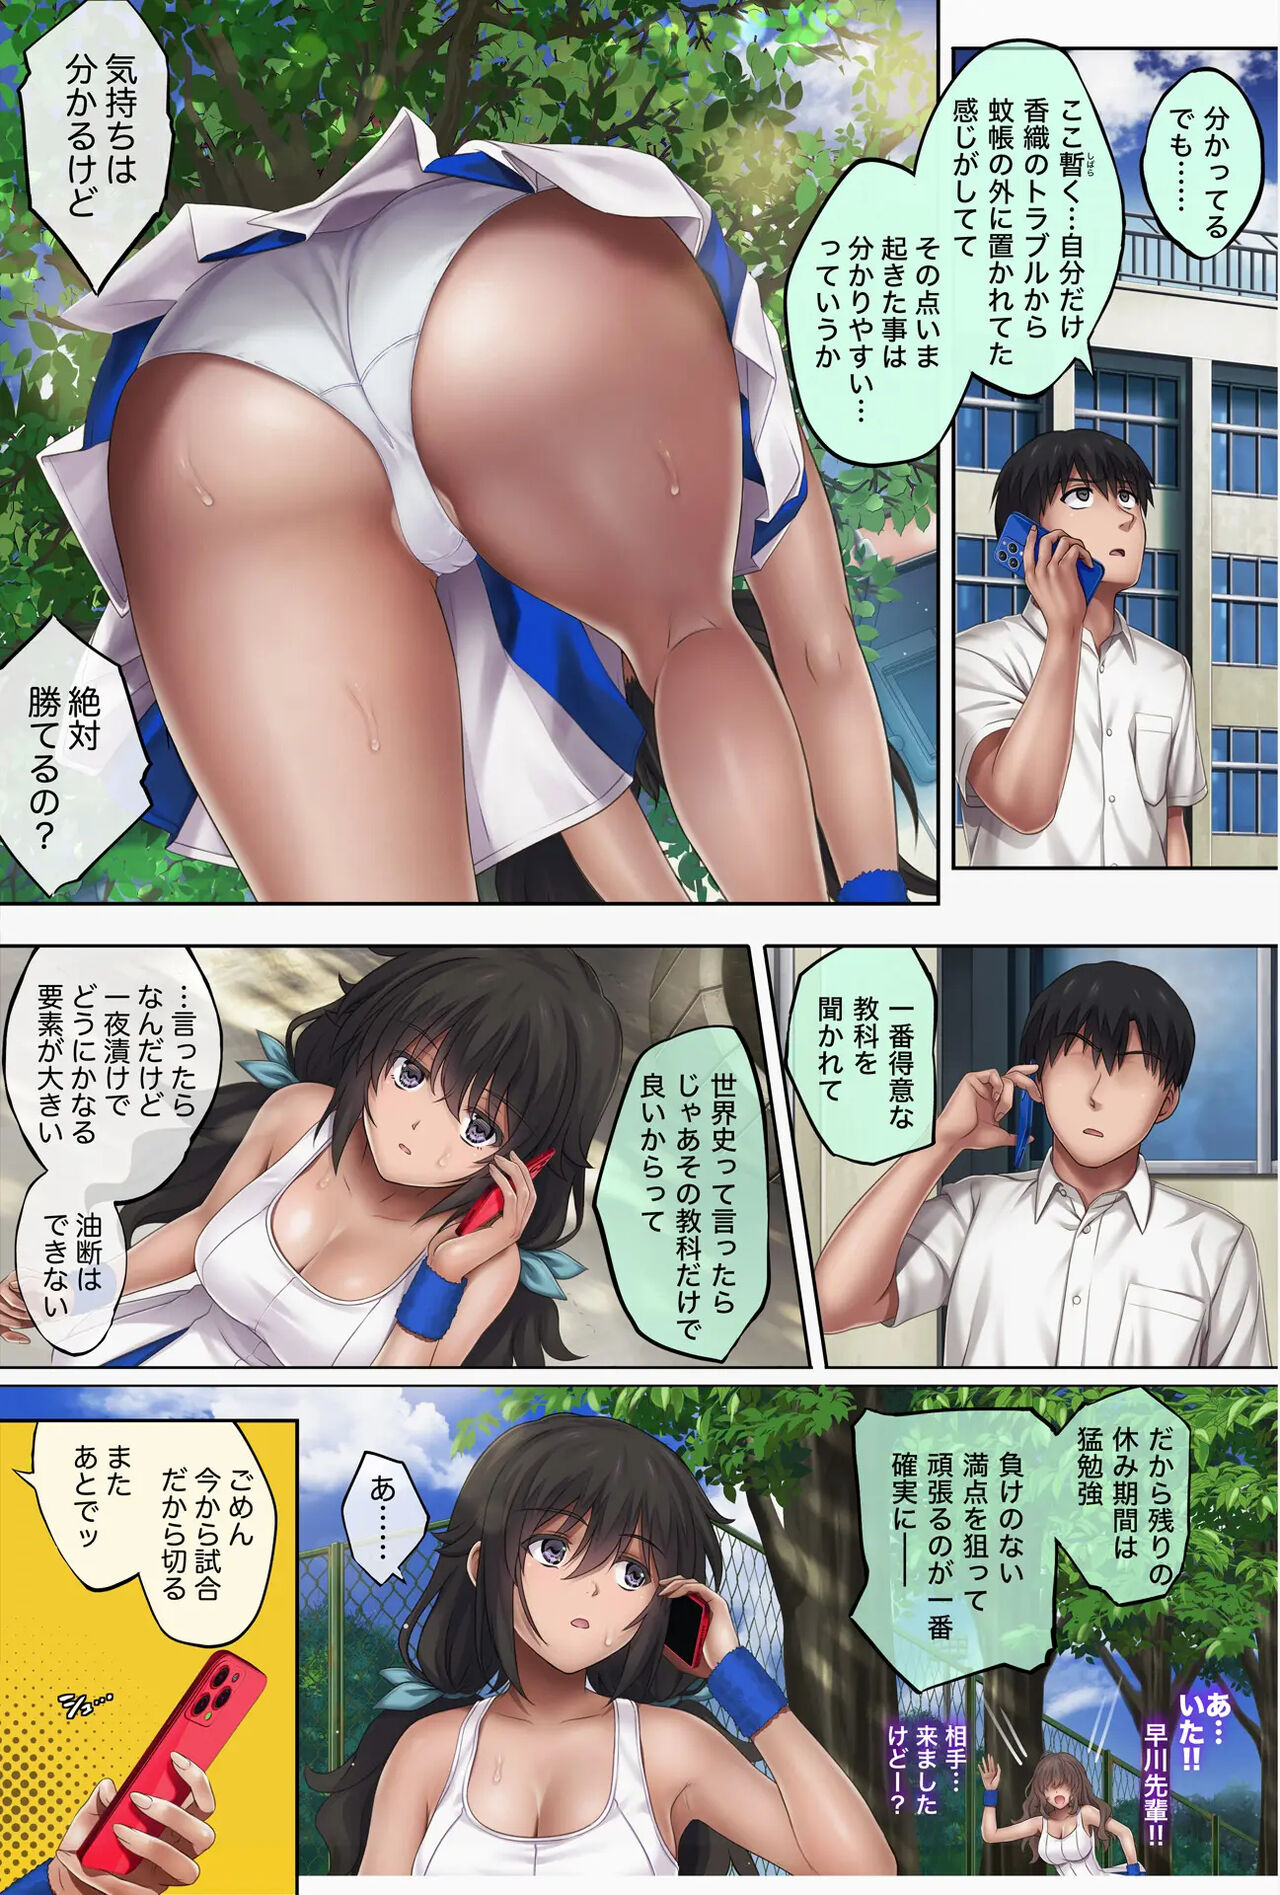 分かってる
でも……
ここ暫く…自分だけ
しばら
香織のトラブルから
蚊帳の外に置かれてた
感じがしてて
その点いま
起きた事は
分かりやすい…
っていうか
気持ちは
分かるけど
絶対
勝てるの？
一番得意な
教科を
聞かれて
世界史って言ったら
じゃあその教科だけで
良いからって
…言ったら
なんだけど
一夜漬けで
どうにかなる
要素が大きい
油断は
できない
だから残りの
休み期間は
猛勉強
負けのない
満点を狙って
頑張るのが一番
確実に──
あ…
いた!!
早川先輩!!
相手…
来ました
けどー？
あ……
ごめん
今から試合
だから切る
また
あとでッ
シュ…